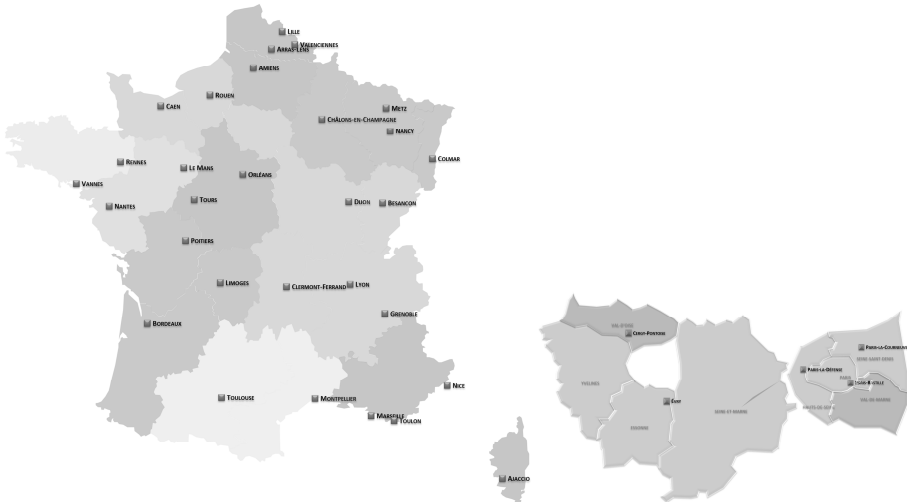 Lille
Valenciennes
Arras-Lens
Amiens
Rouen
Caen
Metz
Châlons-en-Champagne
Nancy
Colmar
Rennes
Le Mans
Orléans
Vannes
Tours
Dijon
Besancon
Nantes
Poitiers
Limoges
Clermont-Ferrand
Lyon
Grenoble
Bordeaux
Nice
Toulouse
Montpellier
Marseille
Toulon
Ajaccio
Val d'Oise
Cergy-Pontoise
Yvelines
Évry
Essonne
Seine-et-Marne
Paris-la-Courneuve
Seine-Saint-Denis
Paris-la-Défense
Paris
Hauts-de-Seine
Val de Marne